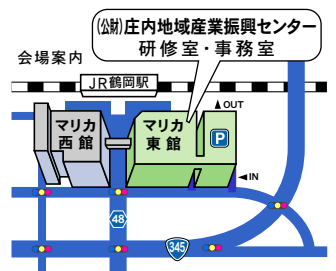 (公財)庄内地域産業振興センター
研修室・事務室
会場案内
JR鶴岡駅
OUT
マリカ
西館
マリカ
東館
P
IN
48
345